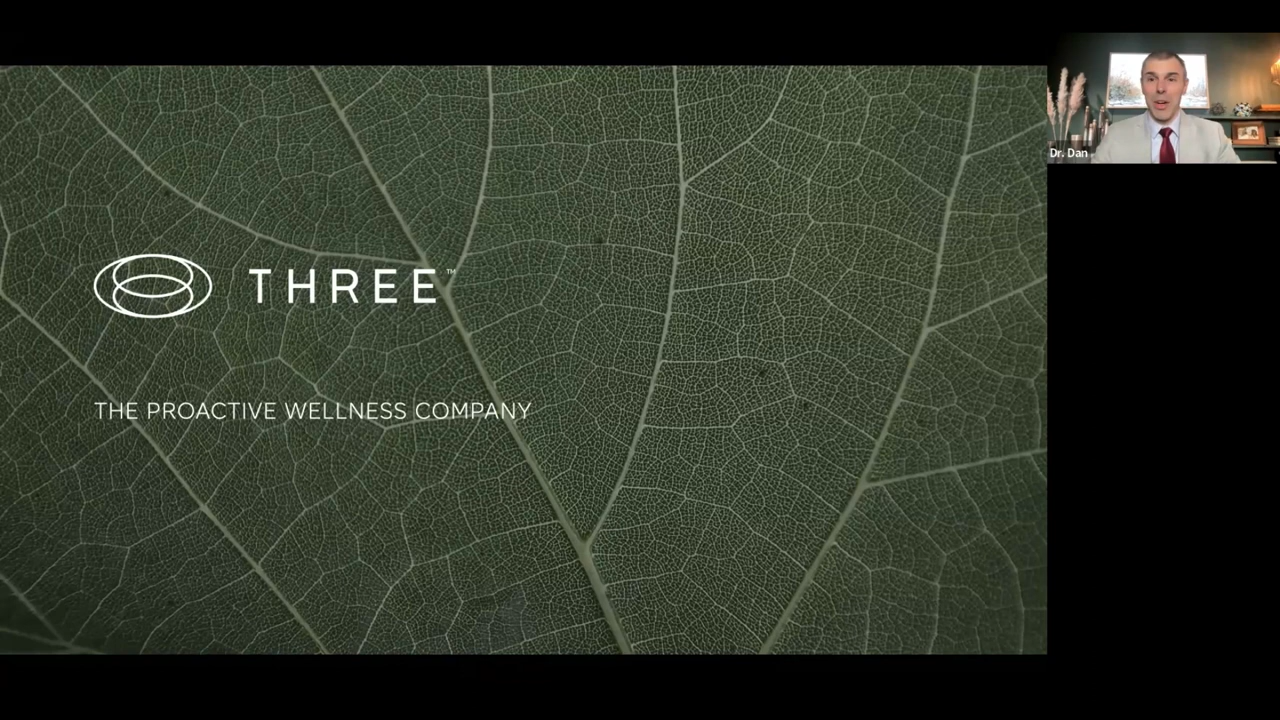 THREE™
THE PROACTIVE WELLNESS COMPANY
Dr. Dan